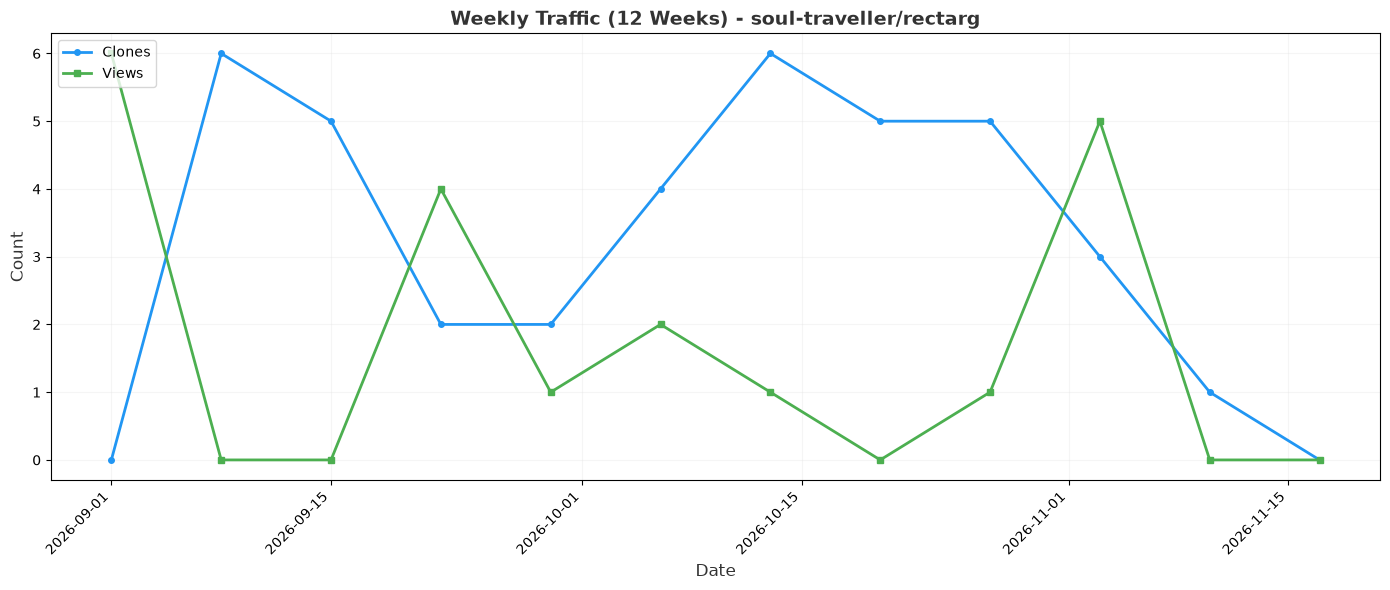 Weekly Traffic (12 Weeks) - soul-traveller/rectarg
Clones
Views
Count
6
5
4
3
2
1
0
2026-09-01
2026-09-15
2026-10-01
2026-10-15
2026-11-01
2026-11-15
Date